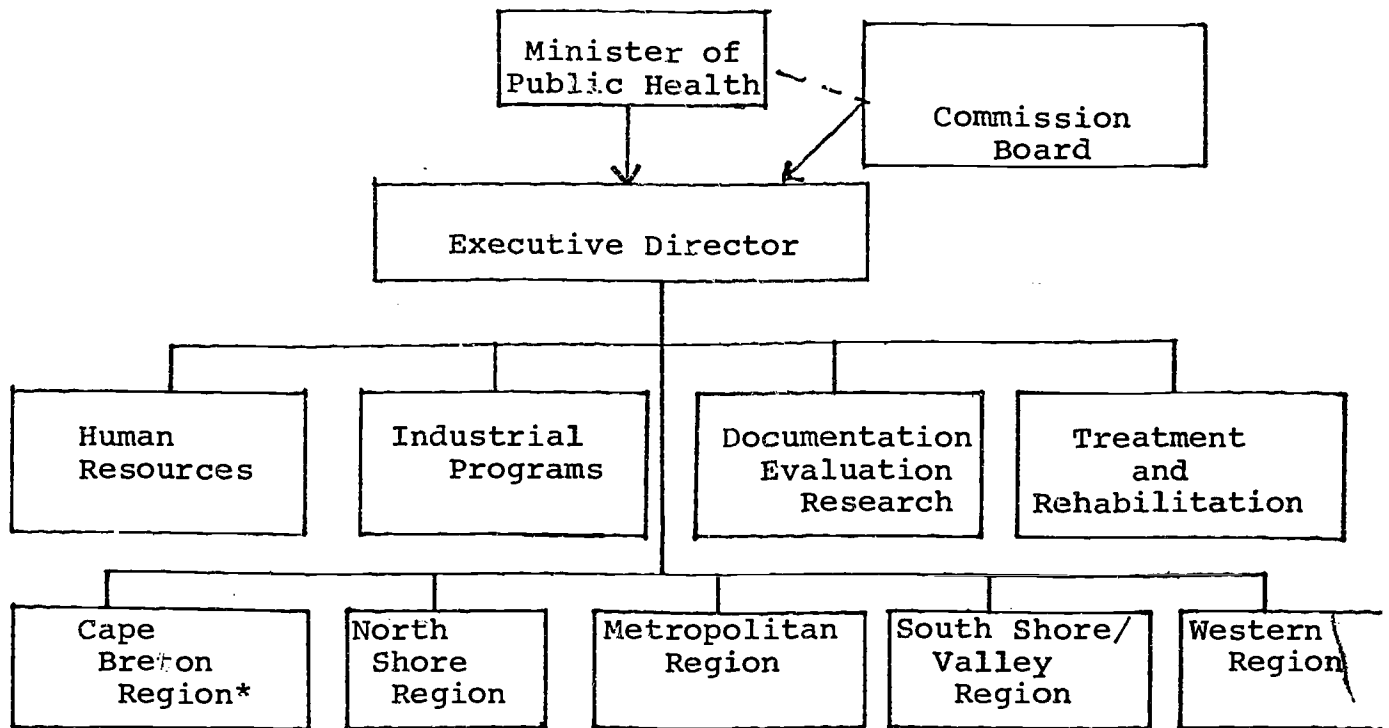 Minister of
Public Health
Commission
Board
Executive Director
Human
Resources
Industrial
Programs
Documentation
Evaluation
Research
Treatment
and
Rehabilitation
Cape
Breton
Region*
North
Shore
Region
Metropolitan
Region
South Shore/
Valley
Region
Western
Region